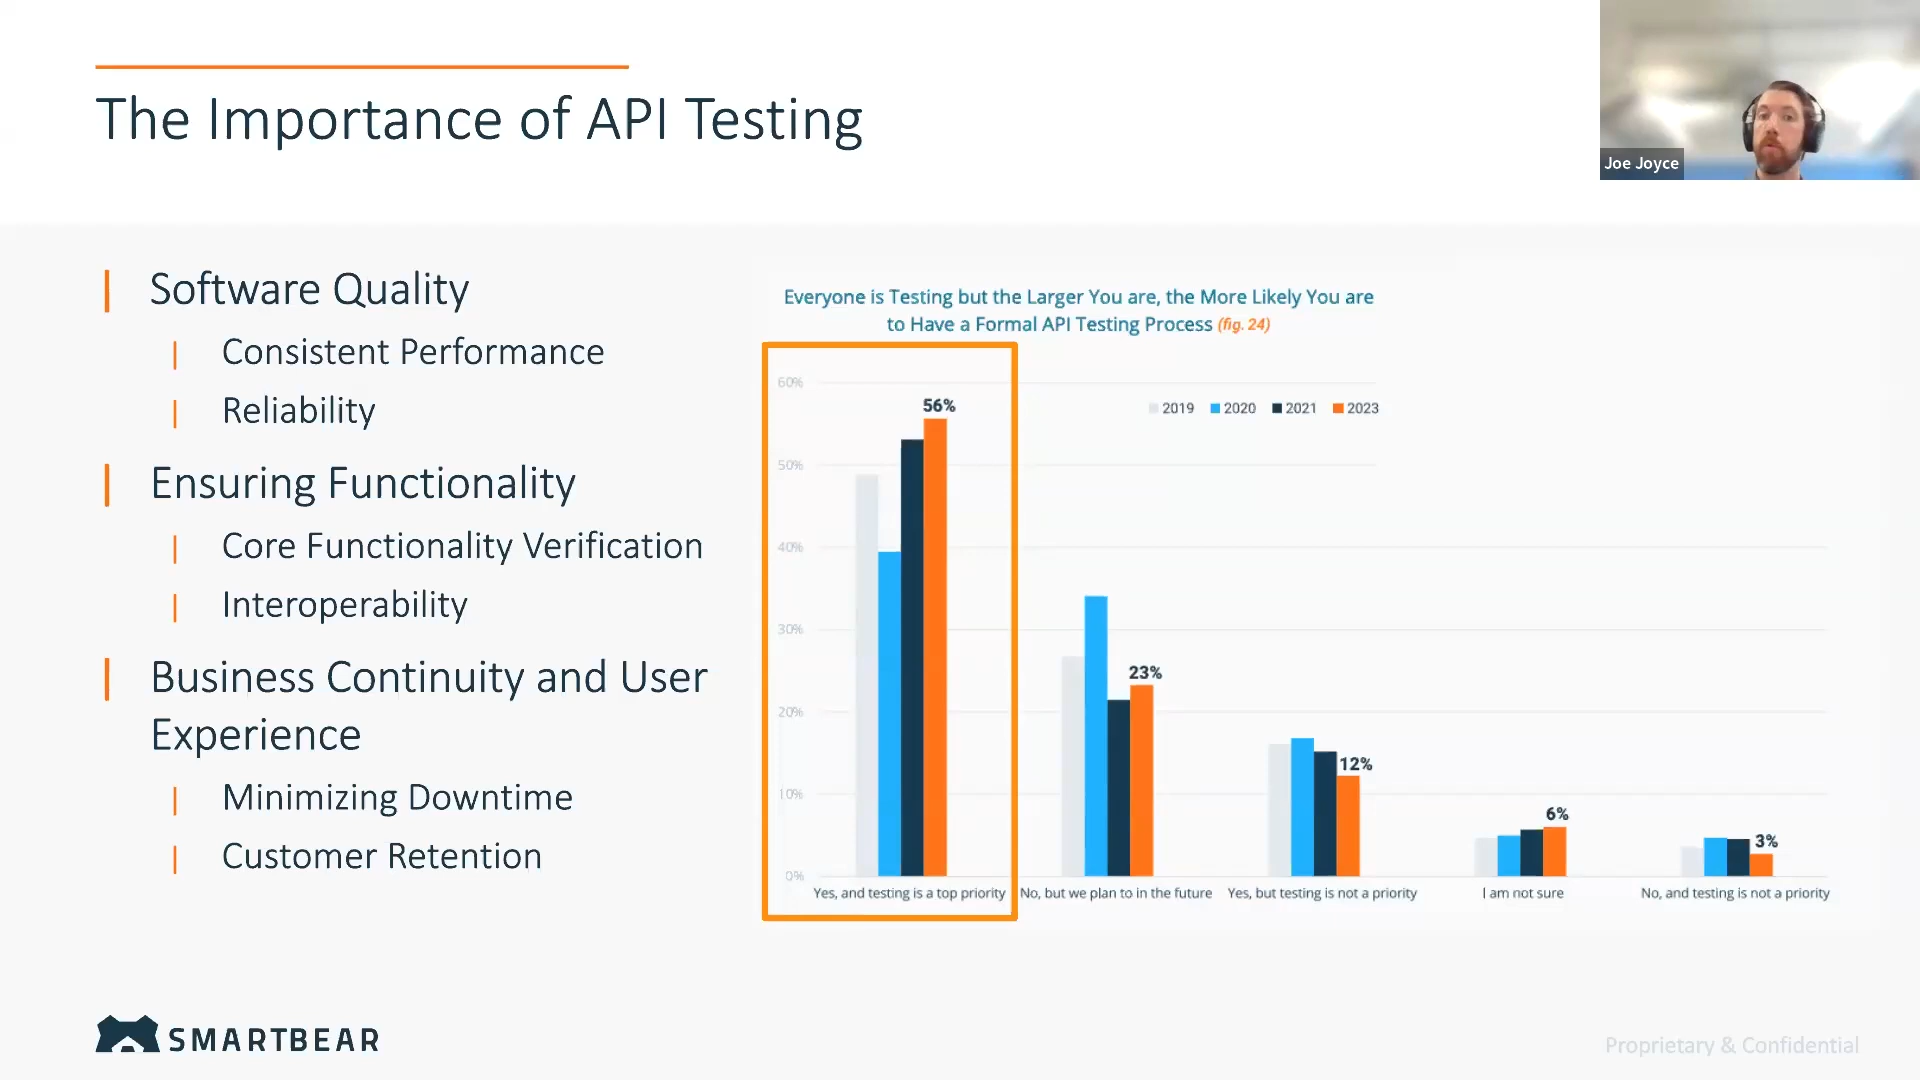 The Importance of API Testing
Joe Joyce
Software Quality
Consistent Performance
Reliability
Ensuring Functionality
Core Functionality Verification
Interoperability
Business Continuity and User
Experience
Minimizing Downtime
Customer Retention
Everyone is Testing but the Larger You are, the More Likely You are
to Have a Formal API Testing Process (fig. 24)
2019 2020 2021 2023
60%
50%
40%
30%
20%
10%
0%
56%
23%
12%
6%
3%
Yes, and testing is a top priority
No, but we plan to in the future
Yes, but testing is not a priority
I am not sure
No, and testing is not a priority
SMARTBEAR
Proprietary & Confidential